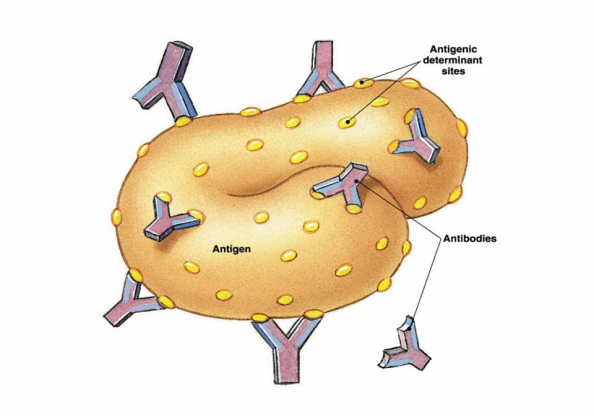 Antigenic
determinant
sites
Antigen
Antibodies